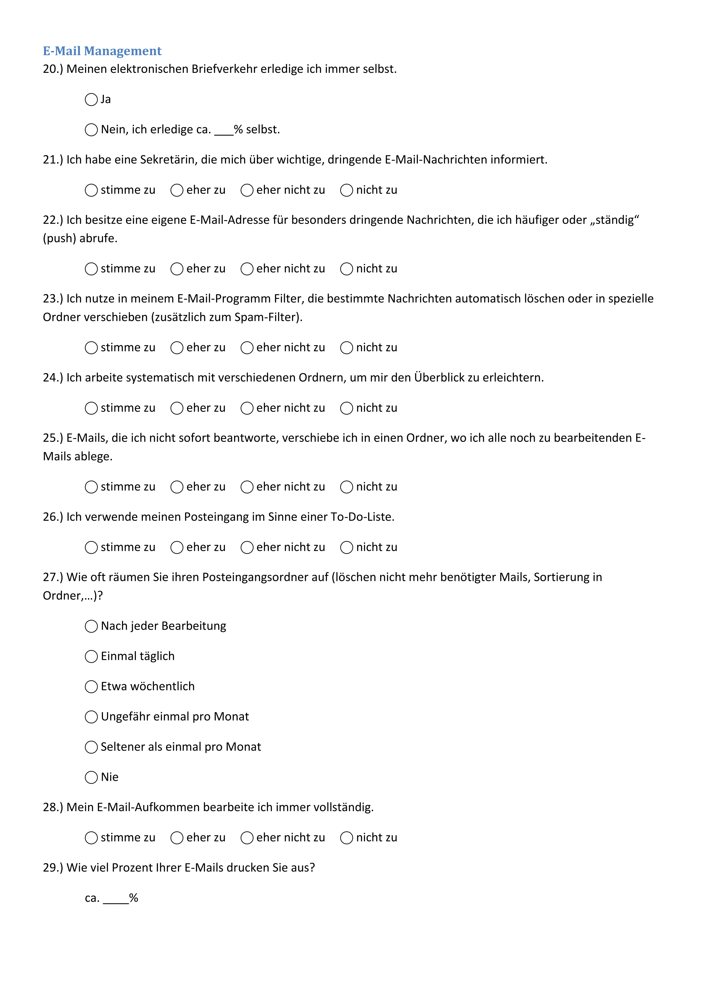 E-Mail Management
20.) Meinen elektronischen Briefverkehr erledige ich immer selbst.
Ja
Nein, ich erledige ca. ___% selbst.
21.) Ich habe eine Sekretärin, die mich über wichtige, dringende E-Mail-Nachrichten informiert.
stimme zu eher zu eher nicht zu nicht zu
22.) Ich besitze eine eigene E-Mail-Adresse für besonders dringende Nachrichten, die ich häufiger oder „ständig“
(push) abrufe.
stimme zu eher zu eher nicht zu nicht zu
23.) Ich nutze in meinem E-Mail-Programm Filter, die bestimmte Nachrichten automatisch löschen oder in spezielle
Ordner verschieben (zusätzlich zum Spam-Filter).
stimme zu eher zu eher nicht zu nicht zu
24.) Ich arbeite systematisch mit verschiedenen Ordnern, um mir den Überblick zu erleichtern.
stimme zu eher zu eher nicht zu nicht zu
25.) E-Mails, die ich nicht sofort beantworte, verschiebe ich in einen Ordner, wo ich alle noch zu bearbeitenden E-
Mails ablege.
stimme zu eher zu eher nicht zu nicht zu
26.) Ich verwende meinen Posteingang im Sinne einer To-Do-Liste.
stimme zu eher zu eher nicht zu nicht zu
27.) Wie oft räumen Sie ihren Posteingangsordner auf (löschen nicht mehr benötigter Mails, Sortierung in
Ordner,…)?
Nach jeder Bearbeitung
Einmal täglich
Etwa wöchentlich
Ungefähr einmal pro Monat
Seltener als einmal pro Monat
Nie
28.) Mein E-Mail-Aufkommen bearbeite ich immer vollständig.
stimme zu eher zu eher nicht zu nicht zu
29.) Wie viel Prozent Ihrer E-Mails drucken Sie aus?
ca. ____%